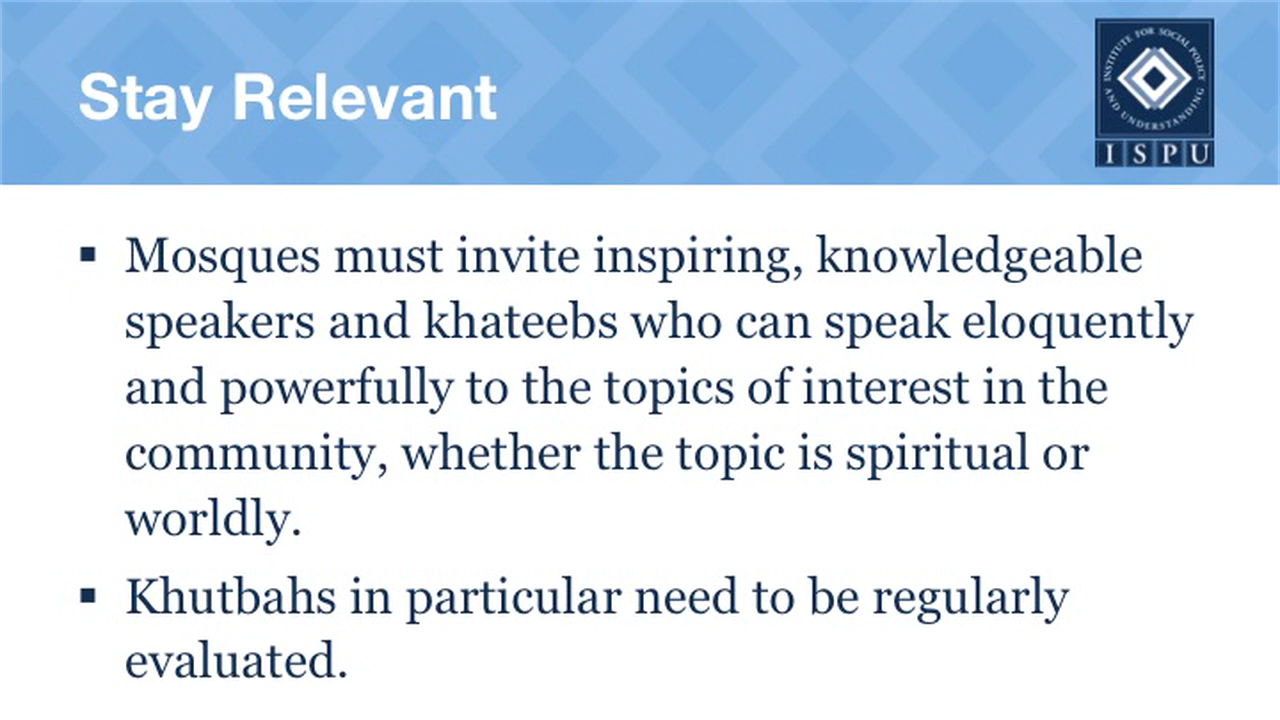 Stay Relevant
INSTITUTE FOR SOCIAL POLICY
AND UNDERSTANDING
ISPU
▪ Mosques must invite inspiring, knowledgeable
speakers and khateebs who can speak eloquently
and powerfully to the topics of interest in the
community, whether the topic is spiritual or
worldly.
▪ Khutbahs in particular need to be regularly
evaluated.